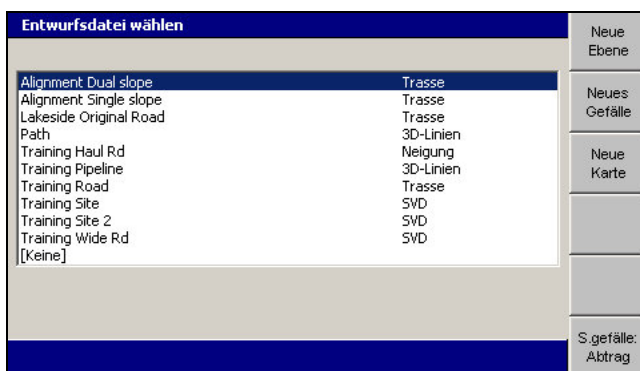 Entwurfsdatei wählen
Alignment Dual slope Trasse
Alignment Single slope Trasse
Lakeside Original Road Trasse
Path 3D-Linien
Training Haul Rd Neigung
Training Pipeline 3D-Linien
Training Road Trasse
Training Site SVD
Training Site 2 SVD
Training Wide Rd SVD
[Keine]
Neue
Ebene
Neues
Gefälle
Neue
Karte
S.gefälle:
Abtrag